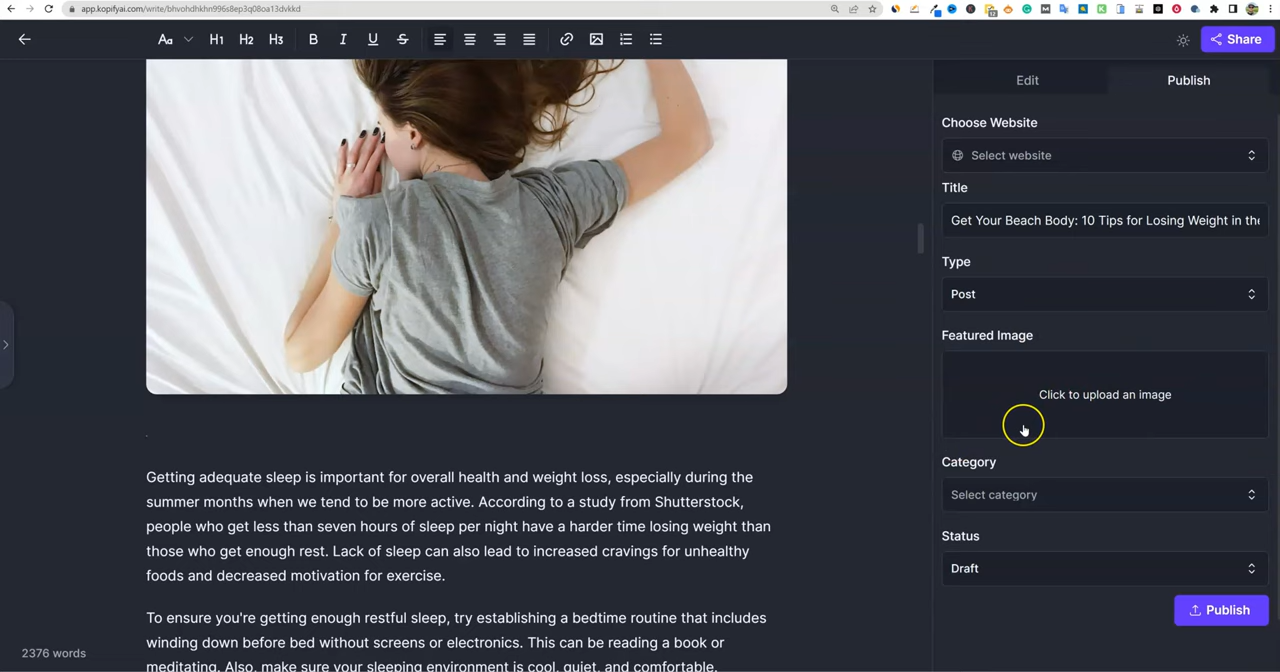 app.kopifyai.com/write/bhvohdhkhn996s8ep3q08oa13dvkkd
Aa H1 H2 H3 B I U S
Share
Edit Publish
Choose Website
Select website
Title
Get Your Beach Body: 10 Tips for Losing Weight in the
Type
Post
Featured Image
Click to upload an image
Category
Select category
Status
Draft
Publish
Getting adequate sleep is important for overall health and weight loss, especially during the
summer months when we tend to be more active. According to a study from Shutterstock,
people who get less than seven hours of sleep per night have a harder time losing weight than
those who get enough rest. Lack of sleep can also lead to increased cravings for unhealthy
foods and decreased motivation for exercise.
To ensure you're getting enough restful sleep, try establishing a bedtime routine that includes
winding down before bed without screens or electronics. This can be reading a book or
meditating. Also, make sure your sleeping environment is cool, quiet, and comfortable.
2376 words